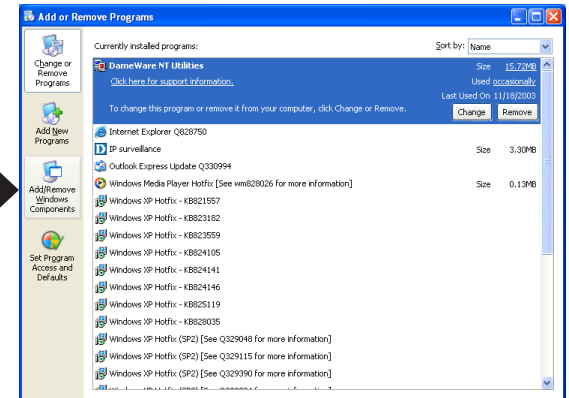 Add or Remove Programs
Change or
Remove
Programs
Add New
Programs
Add/Remove
Windows
Components
Set Program
Access and
Defaults
Currently installed programs:
Sort by: Name
DameWare NT Utilities Size 15.72MB
Click here for support information. Used occasionally
Last Used On 11/18/2003
To change this program or remove it from your computer, click Change or Remove. Change Remove
Internet Explorer Q828750
IP surveillance Size 3.30MB
Outlook Express Update Q330994
Windows Media Player Hotfix [See wm828026 for more information] Size 0.13MB
Windows XP Hotfix - KB821557
Windows XP Hotfix - KB823182
Windows XP Hotfix - KB823559
Windows XP Hotfix - KB824105
Windows XP Hotfix - KB824141
Windows XP Hotfix - KB824146
Windows XP Hotfix - KB825119
Windows XP Hotfix - KB828035
Windows XP Hotfix (SP2) [See Q329048 for more information]
Windows XP Hotfix (SP2) [See Q329115 for more information]
Windows XP Hotfix (SP2) [See Q329390 for more information]